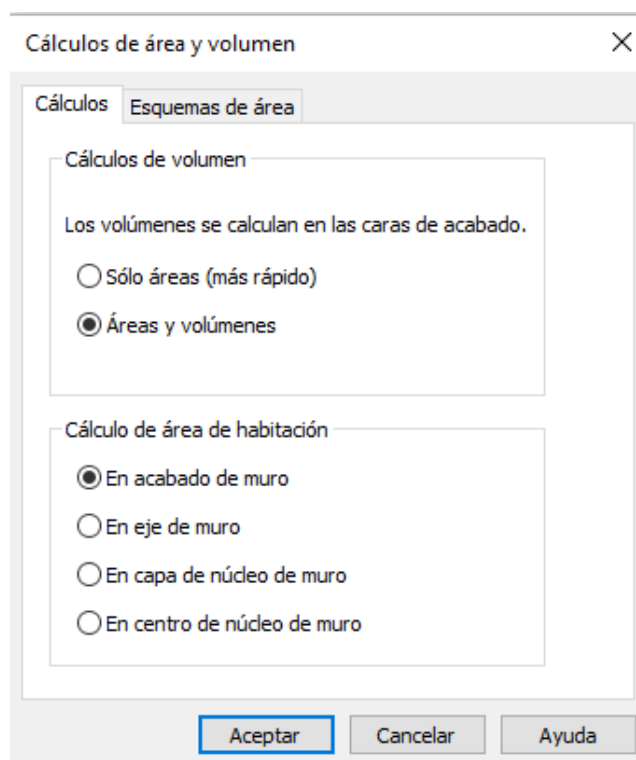 Cálculos de área y volumen
Cálculos
Esquemas de área
Cálculos de volumen
Los volúmenes se calculan en las caras de acabado.
Sólo áreas (más rápido)
Áreas y volúmenes
Cálculo de área de habitación
En acabado de muro
En eje de muro
En capa de núcleo de muro
En centro de núcleo de muro
Aceptar
Cancelar
Ayuda